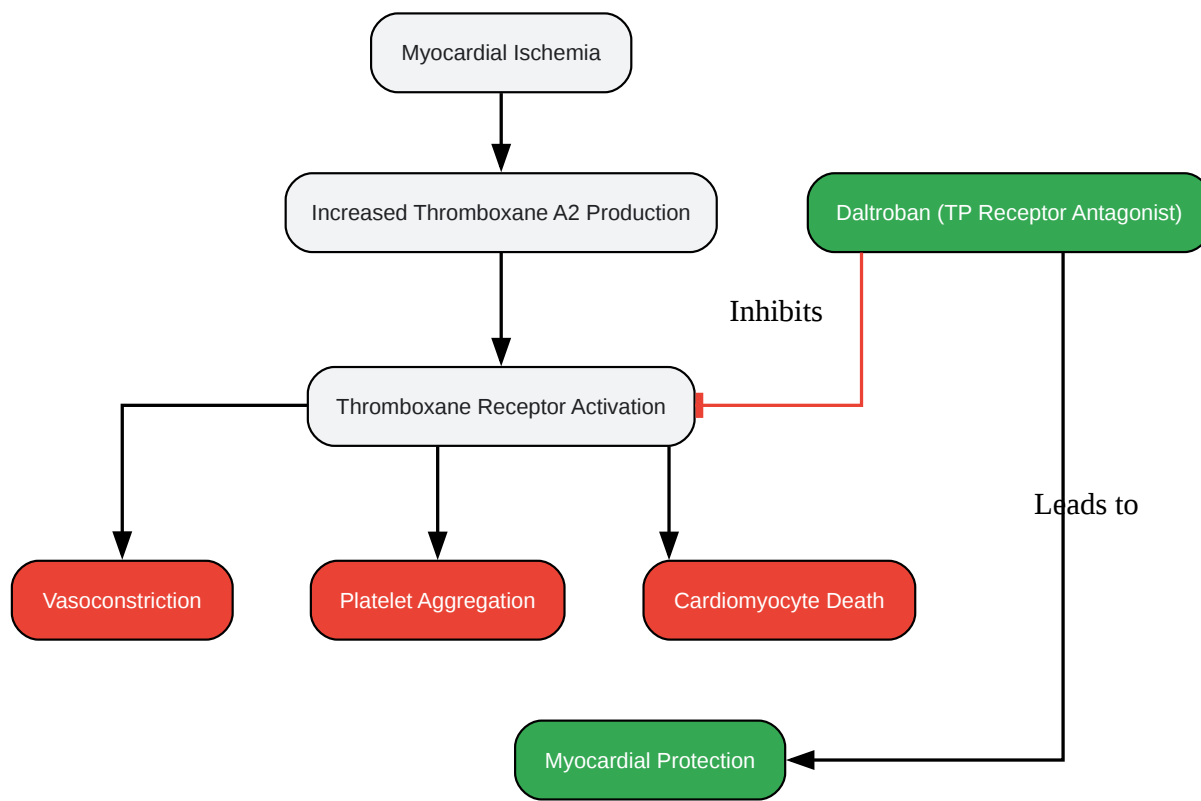 Myocardial Ischemia
Increased Thromboxane A2 Production
Daltroban (TP Receptor Antagonist)
Inhibits
Thromboxane Receptor Activation
Leads to
Vasoconstriction
Platelet Aggregation
Cardiomyocyte Death
Myocardial Protection